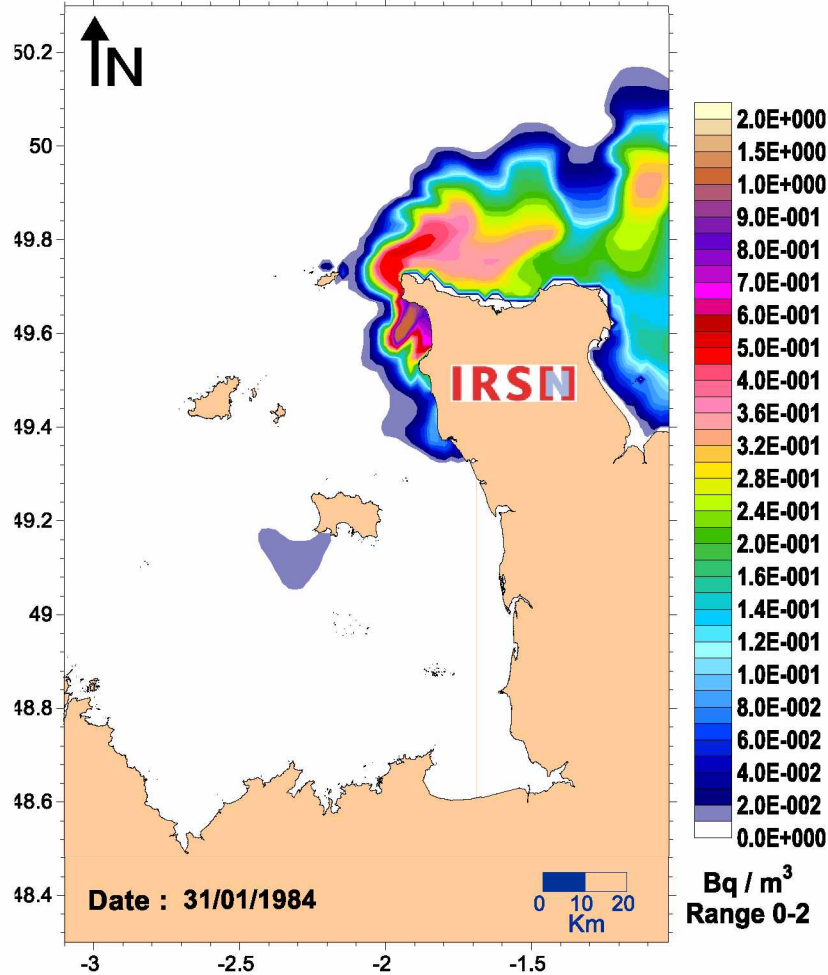 N
50.2
50
49.8
49.6
49.4
49.2
49
48.8
48.6
48.4
-3
-2.5
-2
-1.5
IRSN
Date : 31/01/1984
0 10 20
Km
2.0E+000
1.5E+000
1.0E+000
9.0E-001
8.0E-001
7.0E-001
6.0E-001
5.0E-001
4.0E-001
3.6E-001
3.2E-001
2.8E-001
2.4E-001
2.0E-001
1.6E-001
1.4E-001
1.2E-001
1.0E-001
8.0E-002
6.0E-002
4.0E-002
2.0E-002
0.0E+000
Bq / m³
Range 0-2